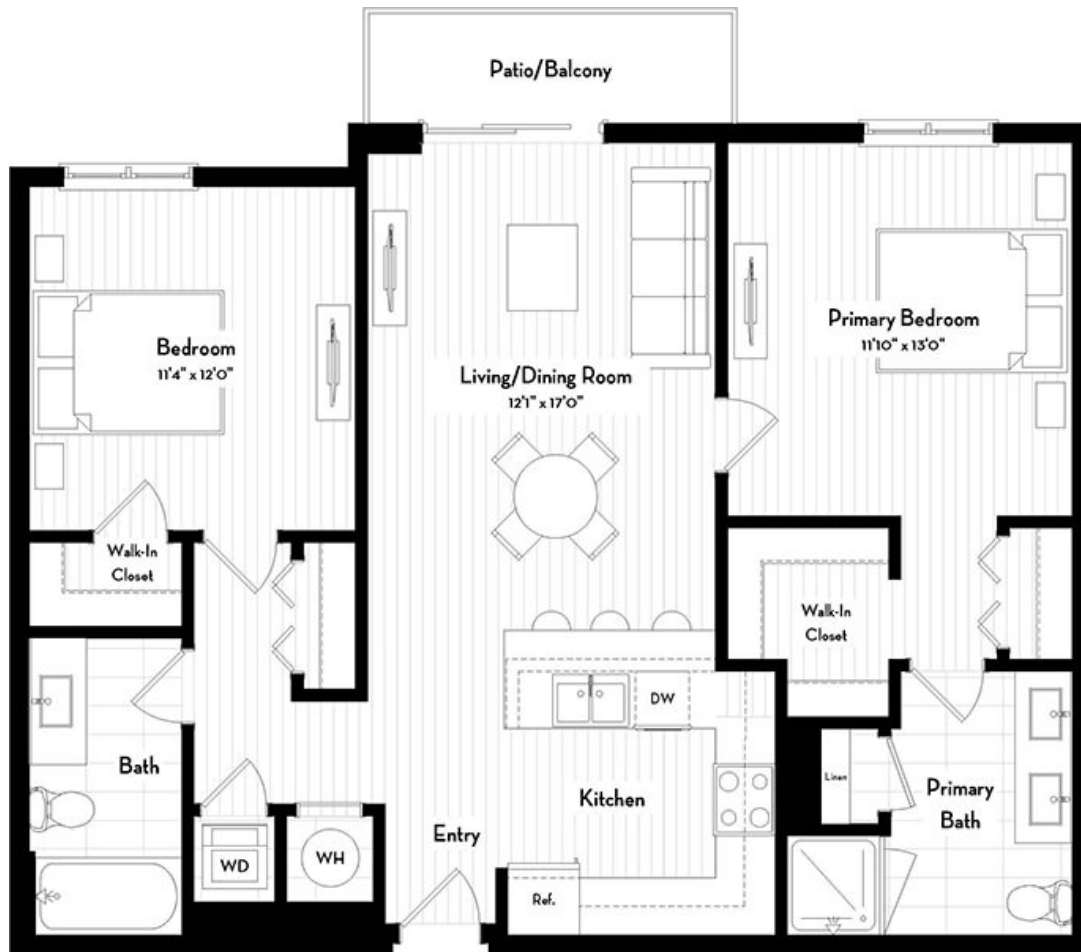 Patio/Balcony
Bedroom
11'4" x 12'0"
Living/Dining Room
12'1" x 17'0"
Primary Bedroom
11'10" x 13'0"
Walk-In
Closet
Walk-In
Closet
DW
Bath
Kitchen
Linen
Primary
Bath
Entry
WD
WH
Ref.